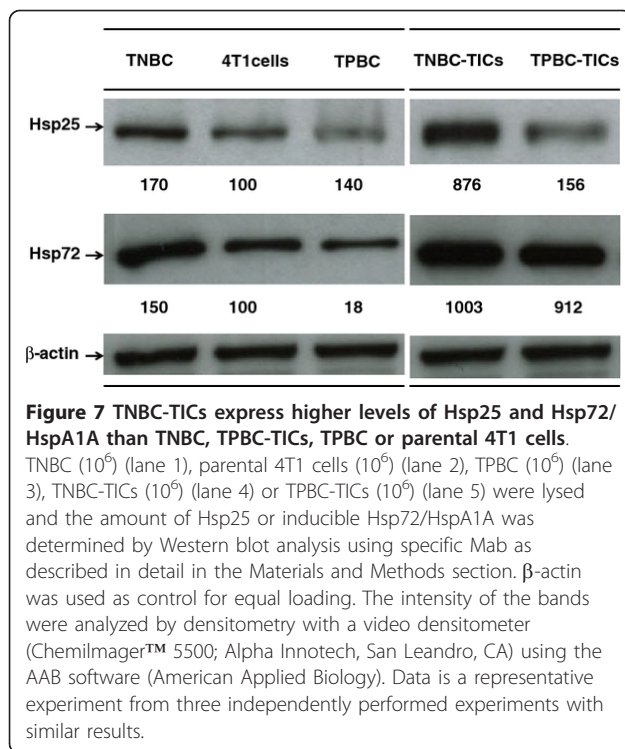 TNBC 4T1cells TPBC TNBC-TICs TPBC-TICs
Hsp25
170 100 140 876 156
Hsp72
150 100 18 1003 912
β-actin
Figure 7 TNBC-TICs express higher levels of Hsp25 and Hsp72/
HspA1A than TNBC, TPBC-TICs, TPBC or parental 4T1 cells.
TNBC (10⁶) (lane 1), parental 4T1 cells (10⁶) (lane 2), TPBC (10⁶) (lane
3), TNBC-TICs (10⁶) (lane 4) or TPBC-TICs (10⁶) (lane 5) were lysed
and the amount of Hsp25 or inducible Hsp72/HspA1A was
determined by Western blot analysis using specific Mab as
described in detail in the Materials and Methods section. β-actin
was used as control for equal loading. The intensity of the bands
were analyzed by densitometry with a video densitometer
(ChemiImager™ 5500; Alpha Innotech, San Leandro, CA) using the
AAB software (American Applied Biology). Data is a representative
experiment from three independently performed experiments with
similar results.